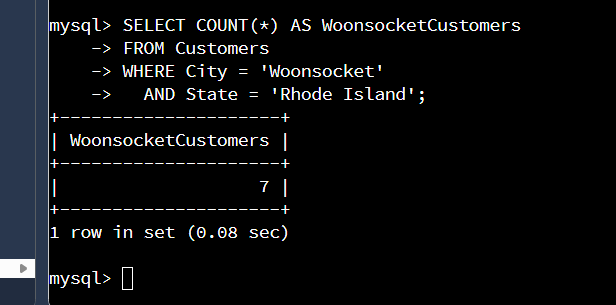 mysql> SELECT COUNT(*) AS WoonsocketCustomers
    -> FROM Customers
    -> WHERE City = 'Woonsocket'
    ->   AND State = 'Rhode Island';
+---------------------+
| WoonsocketCustomers |
+---------------------+
|                   7 |
+---------------------+
1 row in set (0.08 sec)

mysql>